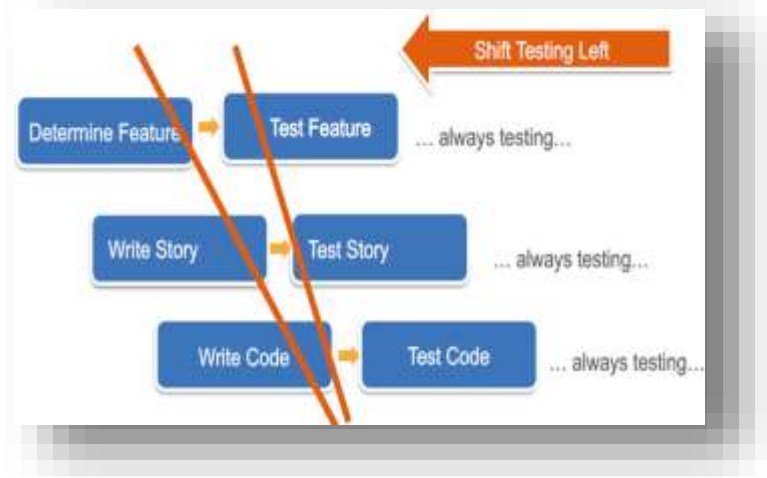 Shift Testing Left
Determine Feature
Test Feature
... always testing...
Write Story
Test Story
... always testing...
Write Code
Test Code
... always testing...